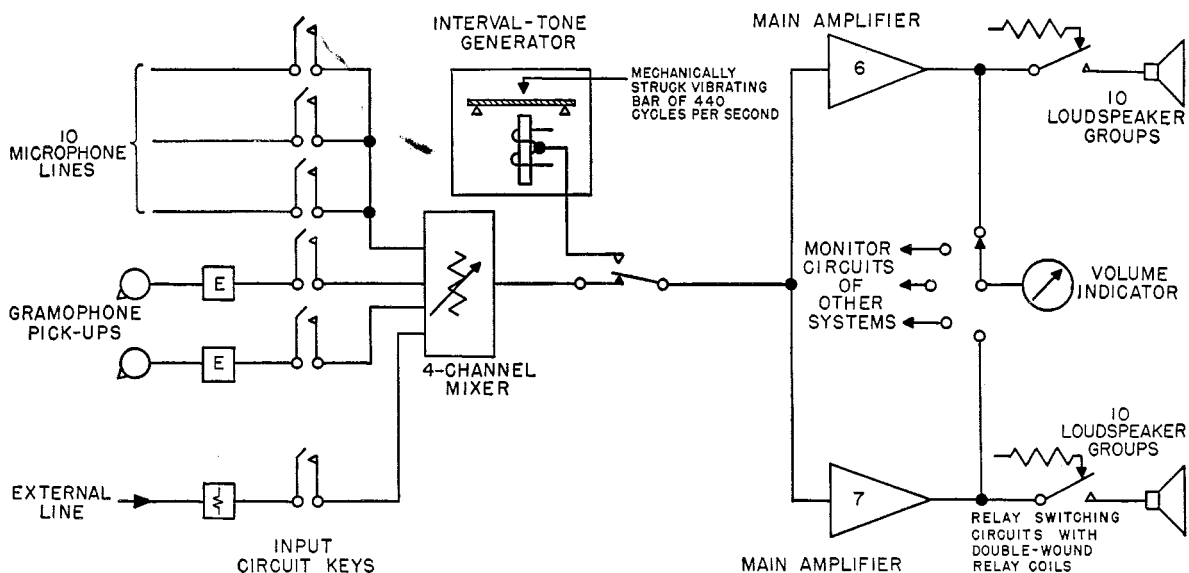 INTERVAL-TONE
GENERATOR
MECHANICALLY
STRUCK VIBRATING
BAR OF 440
CYCLES PER SECOND
MAIN AMPLIFIER
6
10
LOUDSPEAKER
GROUPS
10
MICROPHONE
LINES
GRAMOPHONE
PICK-UPS
E
E
4-CHANNEL
MIXER
MONITOR
CIRCUITS
OF
OTHER
SYSTEMS
VOLUME
INDICATOR
EXTERNAL
LINE
INPUT
CIRCUIT KEYS
7
MAIN AMPLIFIER
10
LOUDSPEAKER
GROUPS
RELAY SWITCHING
CIRCUITS WITH
DOUBLE-WOUND
RELAY COILS